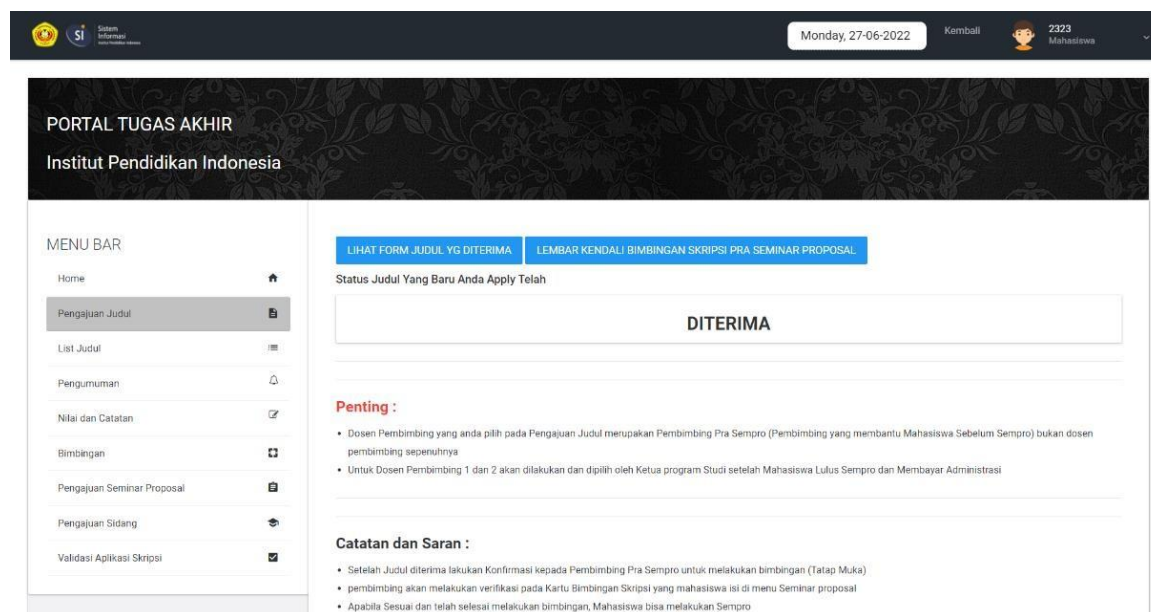 Si
Sistem
Informasi
Monday, 27-06-2022
Kembali
2323
Mahasiswa
PORTAL TUGAS AKHIR
Institut Pendidikan Indonesia
MENU BAR
Home
Pengajuan Judul
List Judul
Pengumuman
Nilai dan Catatan
Bimbingan
Pengajuan Seminar Proposal
Pengajuan Sidang
Validasi Aplikasi Skripsi
LIHAT FORM JUDUL YG DITERIMA
LEMBAR KENDALI BIMBINGAN SKRIPSI PRA SEMINAR PROPOSAL
Status Judul Yang Baru Anda Apply Telah
DITERIMA
Penting :
• Dosen Pembimbing yang anda pilih pada Pengajuan Judul merupakan Pembimbing Pra Sempro (Pembimbing yang membantu Mahasiswa Sebelum Sempro) bukan dosen
pembimbing sepenuhnya
• Untuk Dosen Pembimbing 1 dan 2 akan dilakukan dan dipilih oleh Ketua program Studi setelah Mahasiswa Lulus Sempro dan Membayar Administrasi
Catatan dan Saran :
• Setelah Judul diterima lakukan Konfirmasi kepada Pembimbing Pra Sempro untuk melakukan bimbingan (Tatap Muka)
• pembimbing akan melakukan verifikasi pada Kartu Bimbingan Skripsi yang mahasiswa isi di menu Seminar proposal
• Apabila Sesuai dan telah selesai melakukan bimbingan, Mahasiswa bisa melakukan Sempro